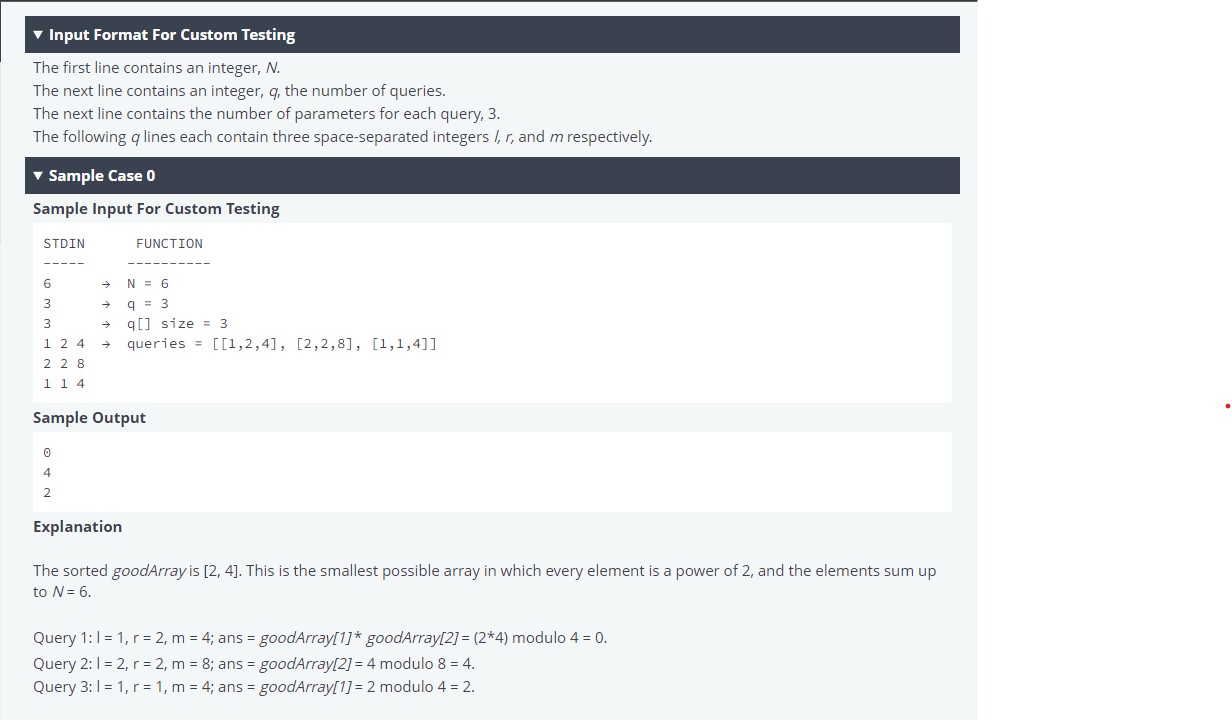 ▼ Input Format For Custom Testing
The first line contains an integer, N.
The next line contains an integer, q, the number of queries.
The next line contains the number of parameters for each query, 3.
The following q lines each contain three space-separated integers l, r, and m respectively.
▼ Sample Case 0
Sample Input For Custom Testing
STDIN FUNCTION
----- ----------
6 → N = 6
3 → q = 3
3 → q[] size = 3
1 2 4 → queries = [[1,2,4], [2,2,8], [1,1,4]]
2 2 8
1 1 4
Sample Output
0
4
2
Explanation
The sorted goodArray is [2, 4]. This is the smallest possible array in which every element is a power of 2, and the elements sum up
to N = 6.
Query 1: l = 1, r = 2, m = 4; ans = goodArray[1]* goodArray[2] = (2*4) modulo 4 = 0.
Query 2: l = 2, r = 2, m = 8; ans = goodArray[2] = 4 modulo 8 = 4.
Query 3: l = 1, r = 1, m = 4; ans = goodArray[1] = 2 modulo 4 = 2.